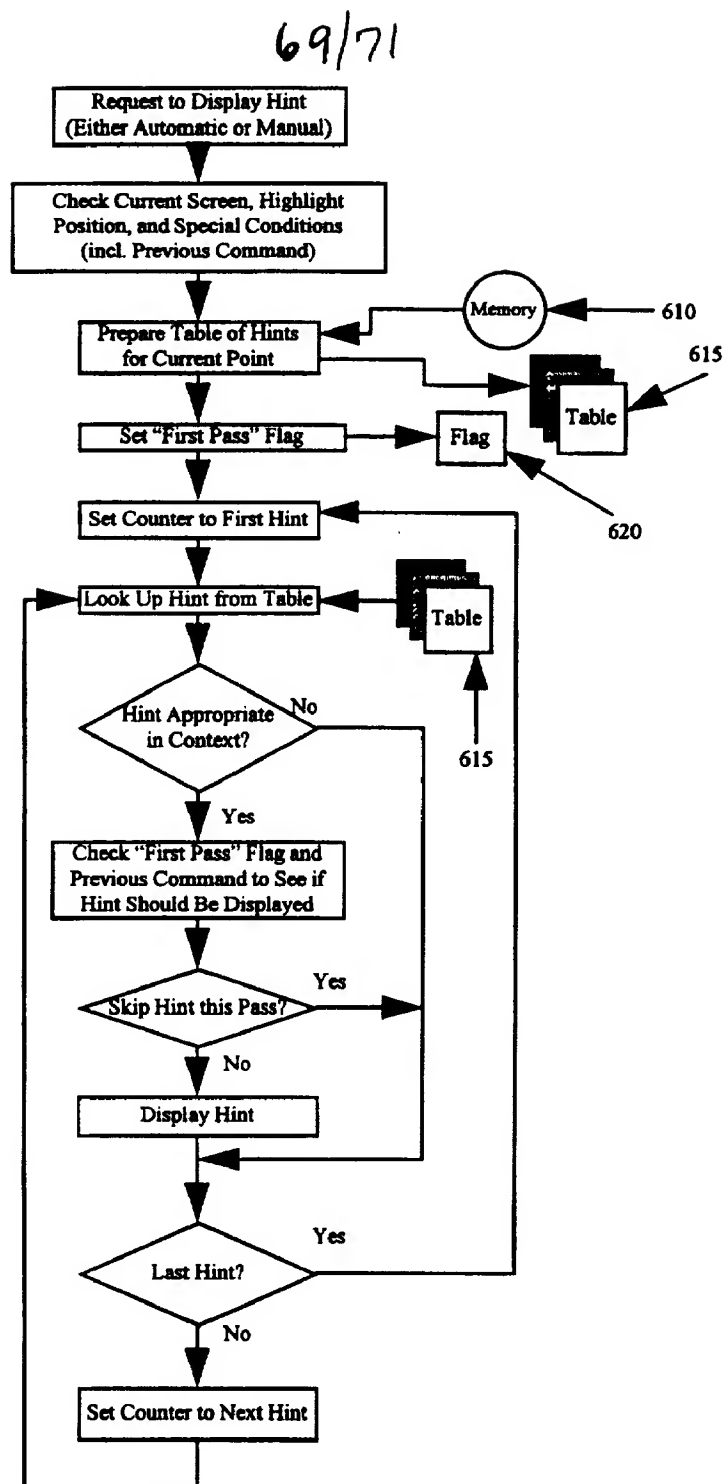 69/71
Request to Display Hint
(Either Automatic or Manual)
Check Current Screen, Highlight
Position, and Special Conditions
(incl. Previous Command)
Memory
610
Prepare Table of Hints
for Current Point
615
Table
Set "First Pass" Flag
Flag
620
Set Counter to First Hint
Look Up Hint from Table
Table
615
Hint Appropriate
in Context?
No
Yes
Check "First Pass" Flag and
Previous Command to See if
Hint Should Be Displayed
Skip Hint this Pass?
Yes
No
Display Hint
Last Hint?
Yes
No
Set Counter to Next Hint